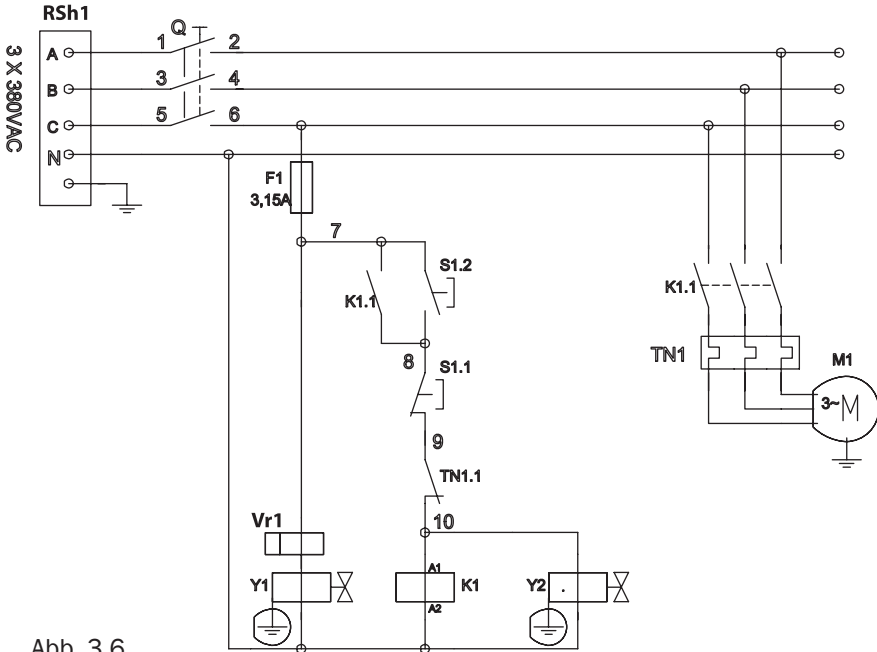 RSh1
3 X 380VAC
A
B
C
N
Q
1 2
3 4
5 6
F1
3,15A
7
K1.1
S1.2
8
S1.1
9
TN1.1
10
Vr1
Y1
A1
K1
A2
Y2
K1.1
TN1
M1
3~M
Abb. 3.6